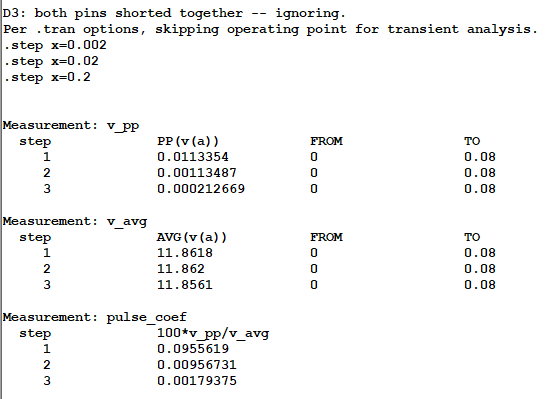 D3: both pins shorted together -- ignoring.
Per .tran options, skipping operating point for transient analysis.
.step x=0.002
.step x=0.02
.step x=0.2
Measurement: v_pp
step PP(v(a)) FROM TO
1 0.0113354 0 0.08
2 0.00113487 0 0.08
3 0.000212669 0 0.08
Measurement: v_avg
step AVG(v(a)) FROM TO
1 11.8618 0 0.08
2 11.862 0 0.08
3 11.8561 0 0.08
Measurement: pulse_coef
step 100*v_pp/v_avg
1 0.0955619
2 0.00956731
3 0.00179375